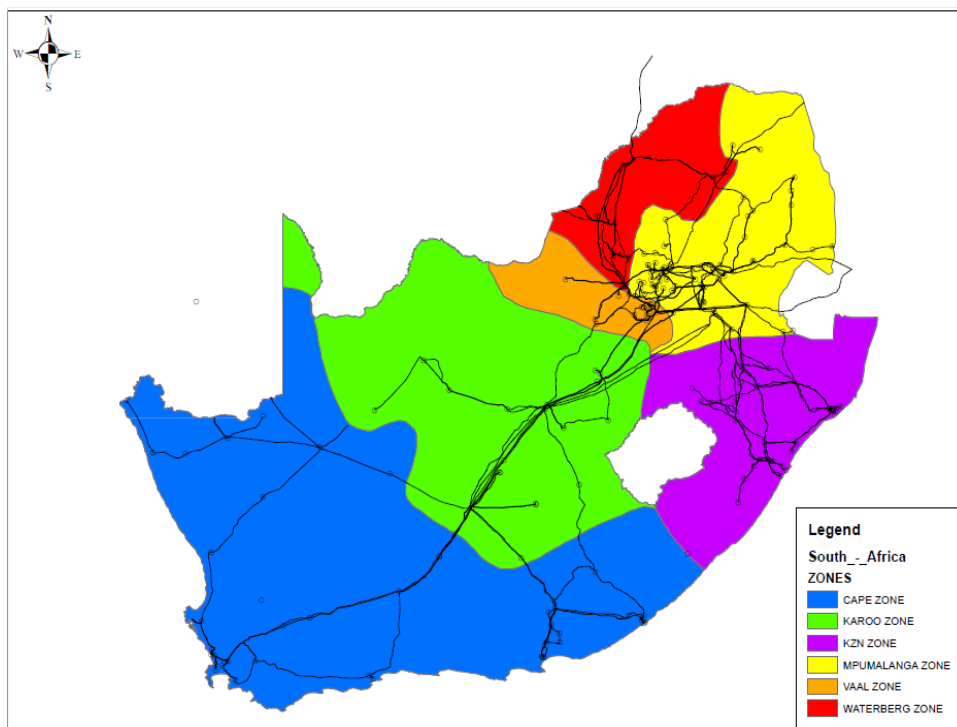 N
W E
S
Legend
South_-_Africa
ZONES
CAPE ZONE
KAROO ZONE
KZN ZONE
MPUMALANGA ZONE
VAAL ZONE
WATERBERG ZONE